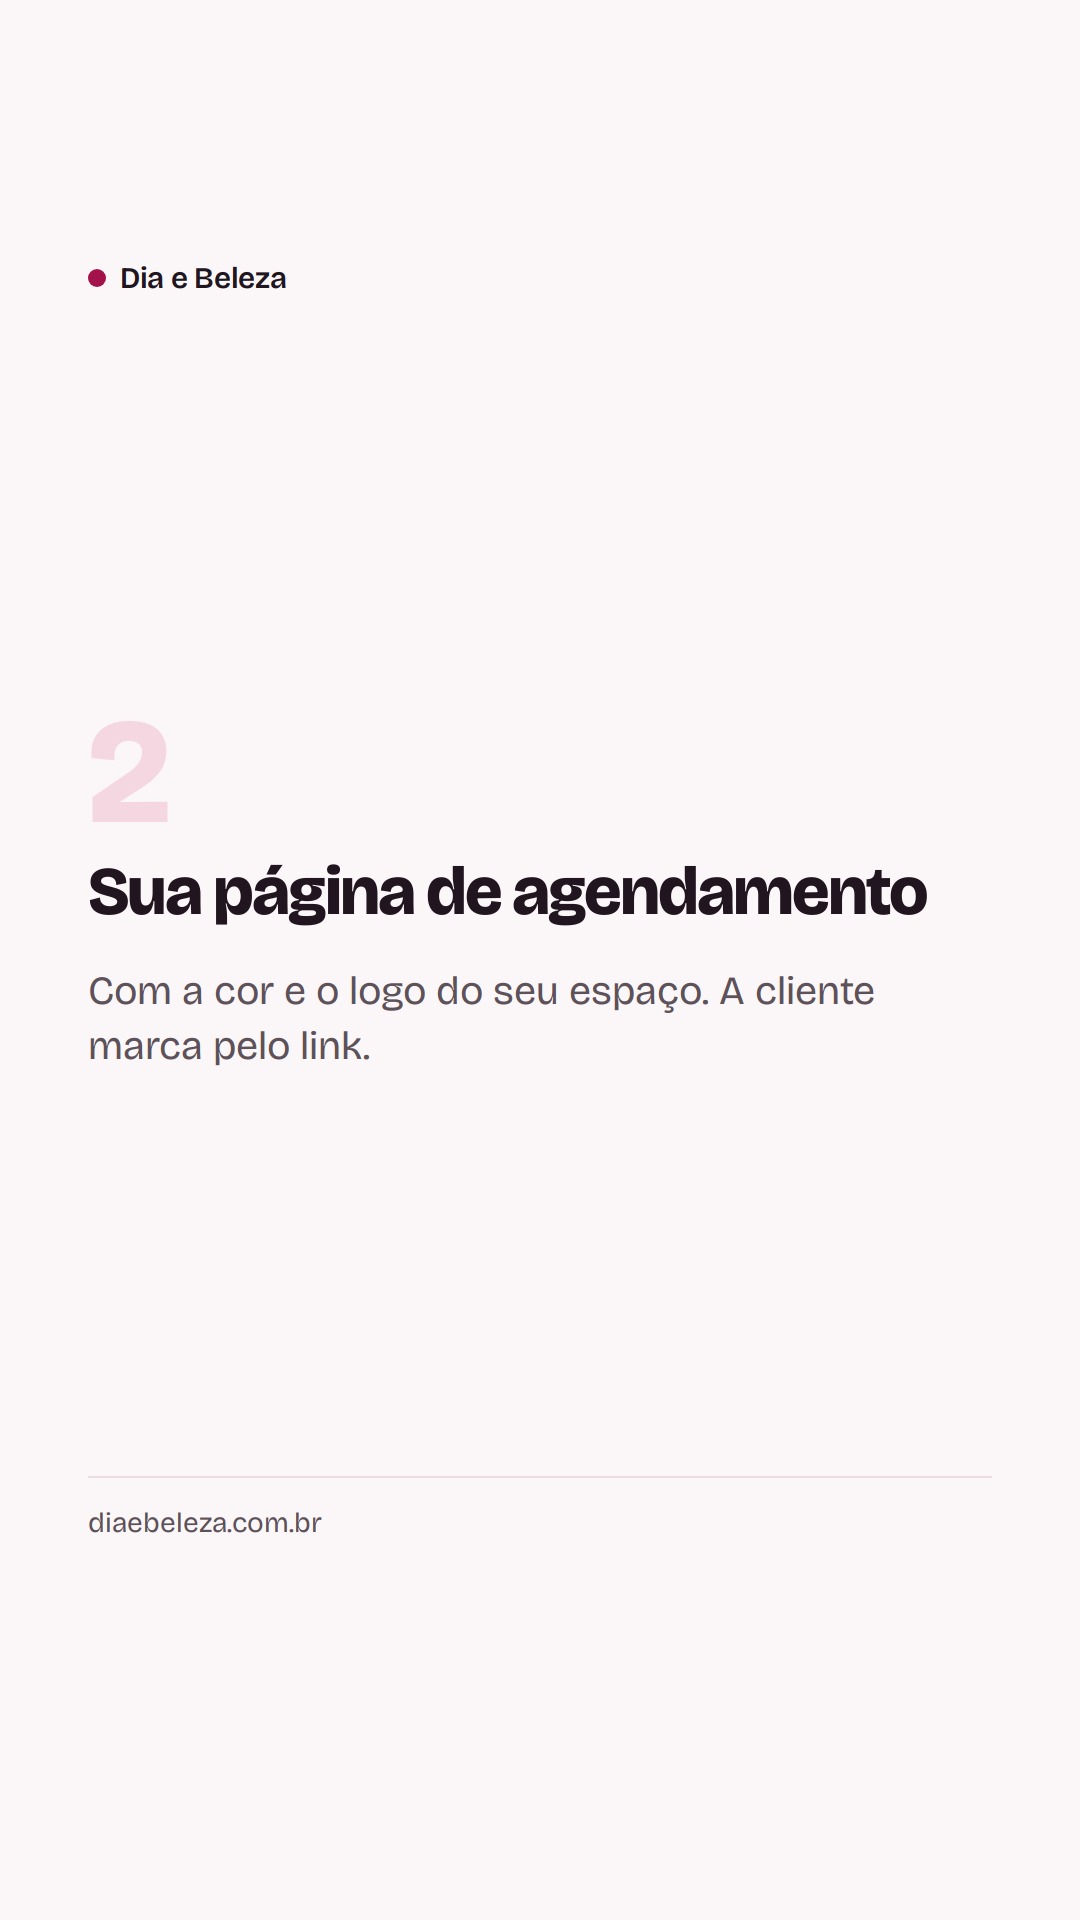 Dia e Beleza
2
Sua página de agendamento
Com a cor e o logo do seu espaço. A cliente
marca pelo link.
diaebeleza.com.br